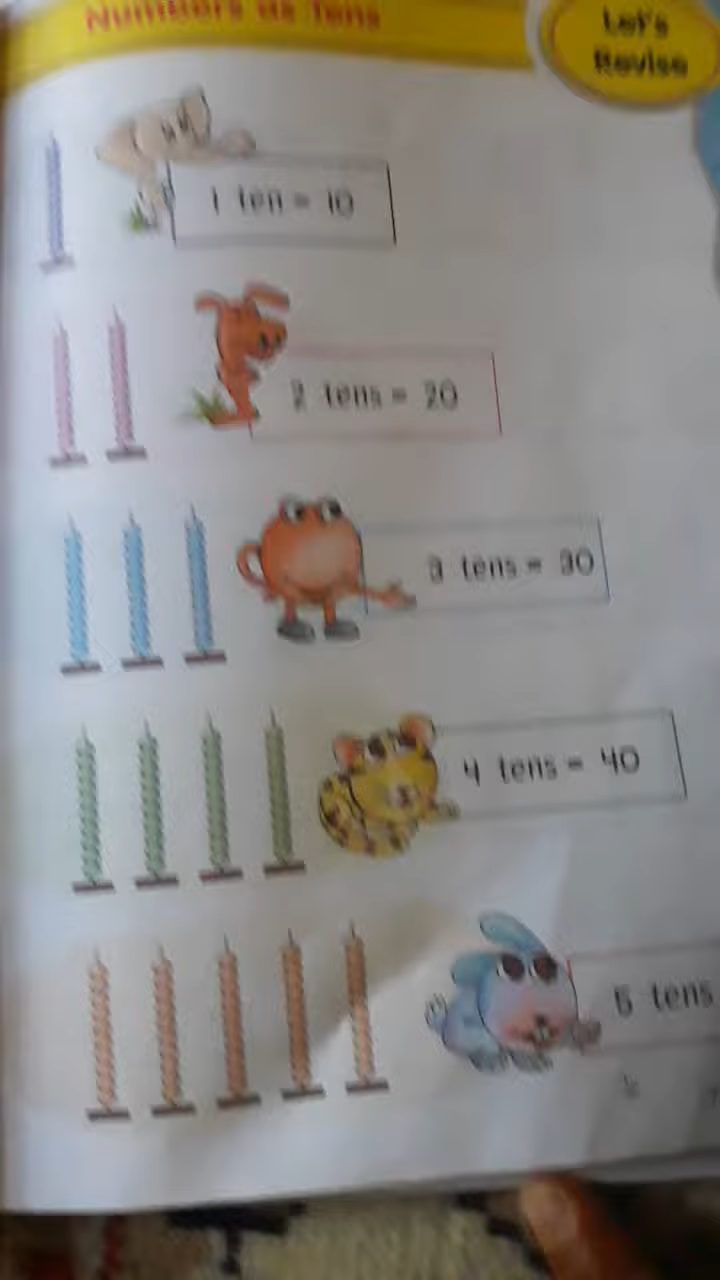 Numbers as Tens
Let's
Revise
1 ten = 10
2 tens = 20
3 tens = 30
4 tens = 40
5 tens